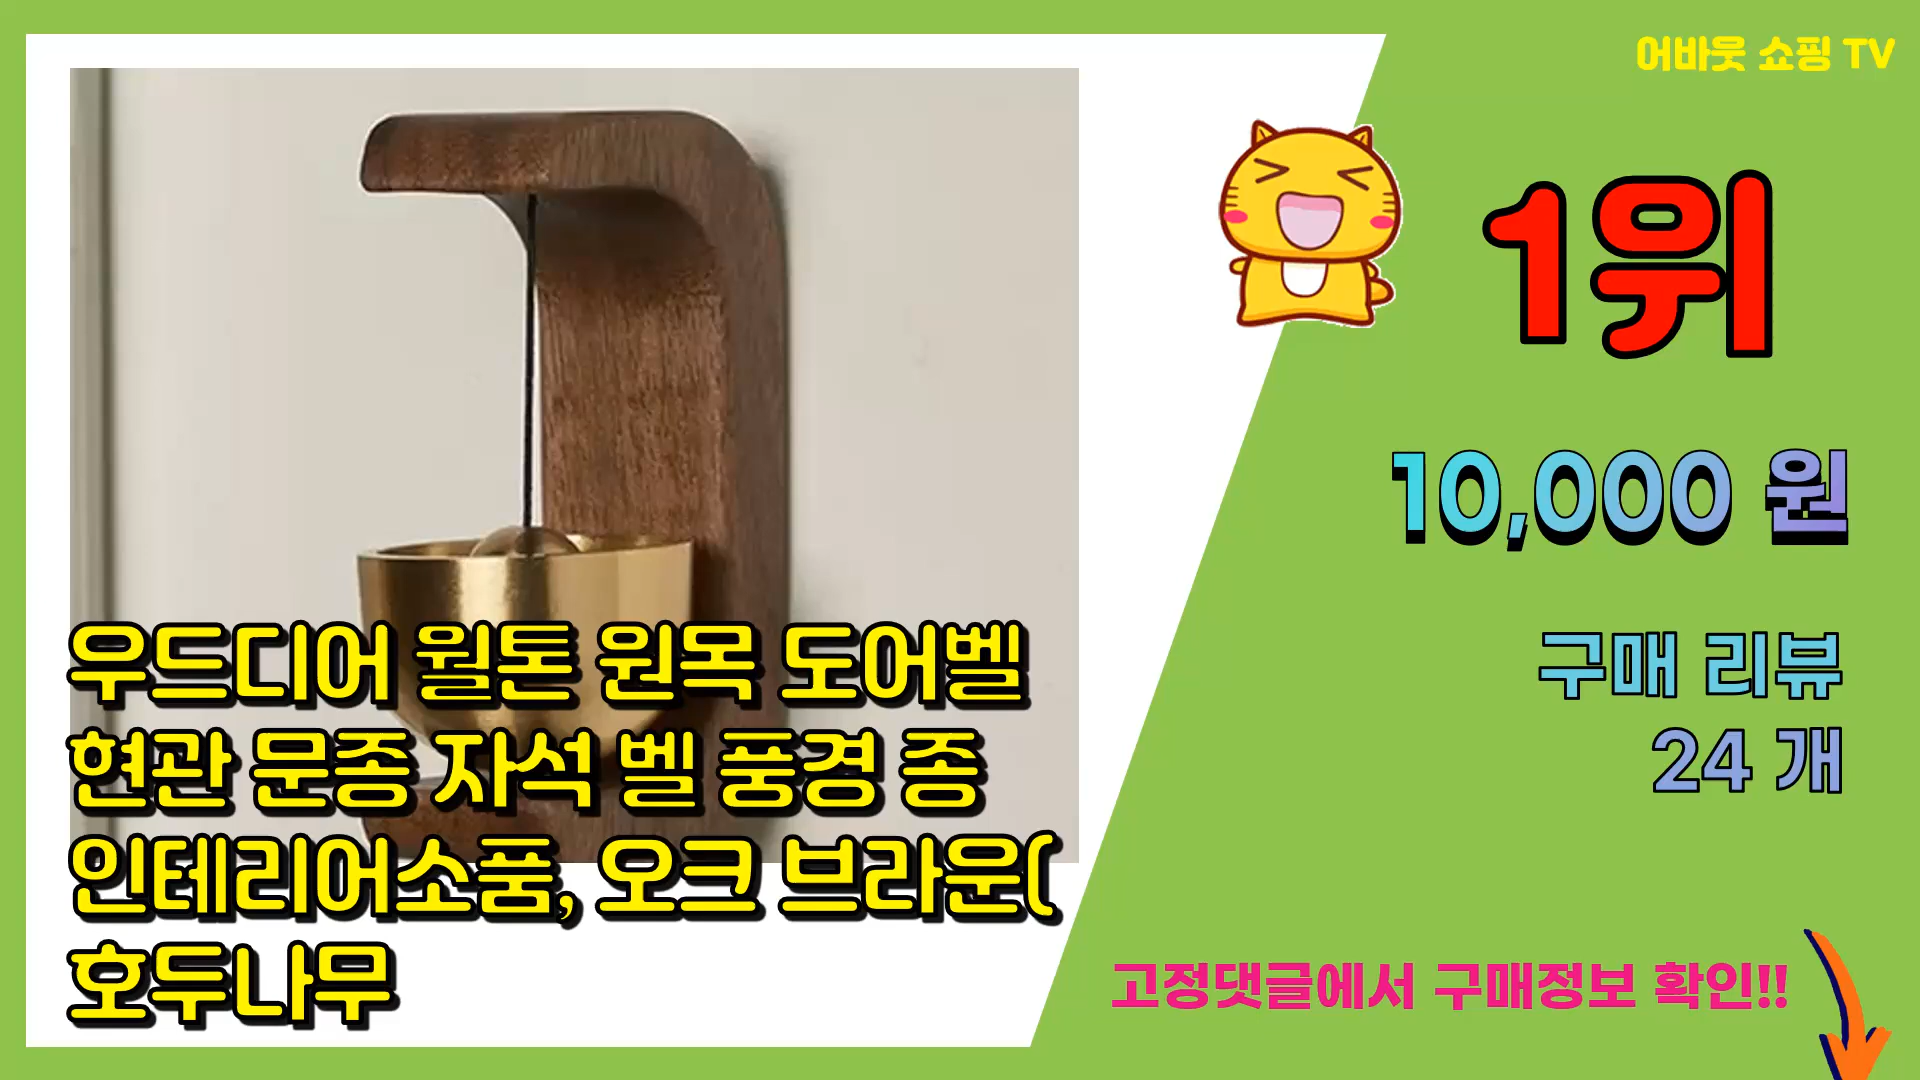 어바웃 쇼핑 TV
1위
10,000 원
구매 리뷰
24 개
우드디어 월톤 원목 도어벨
현관 문종 자석 벨 풍경 종
인테리어소품, 오크 브라운(
호두나무
고정댓글에서 구매정보 확인!!